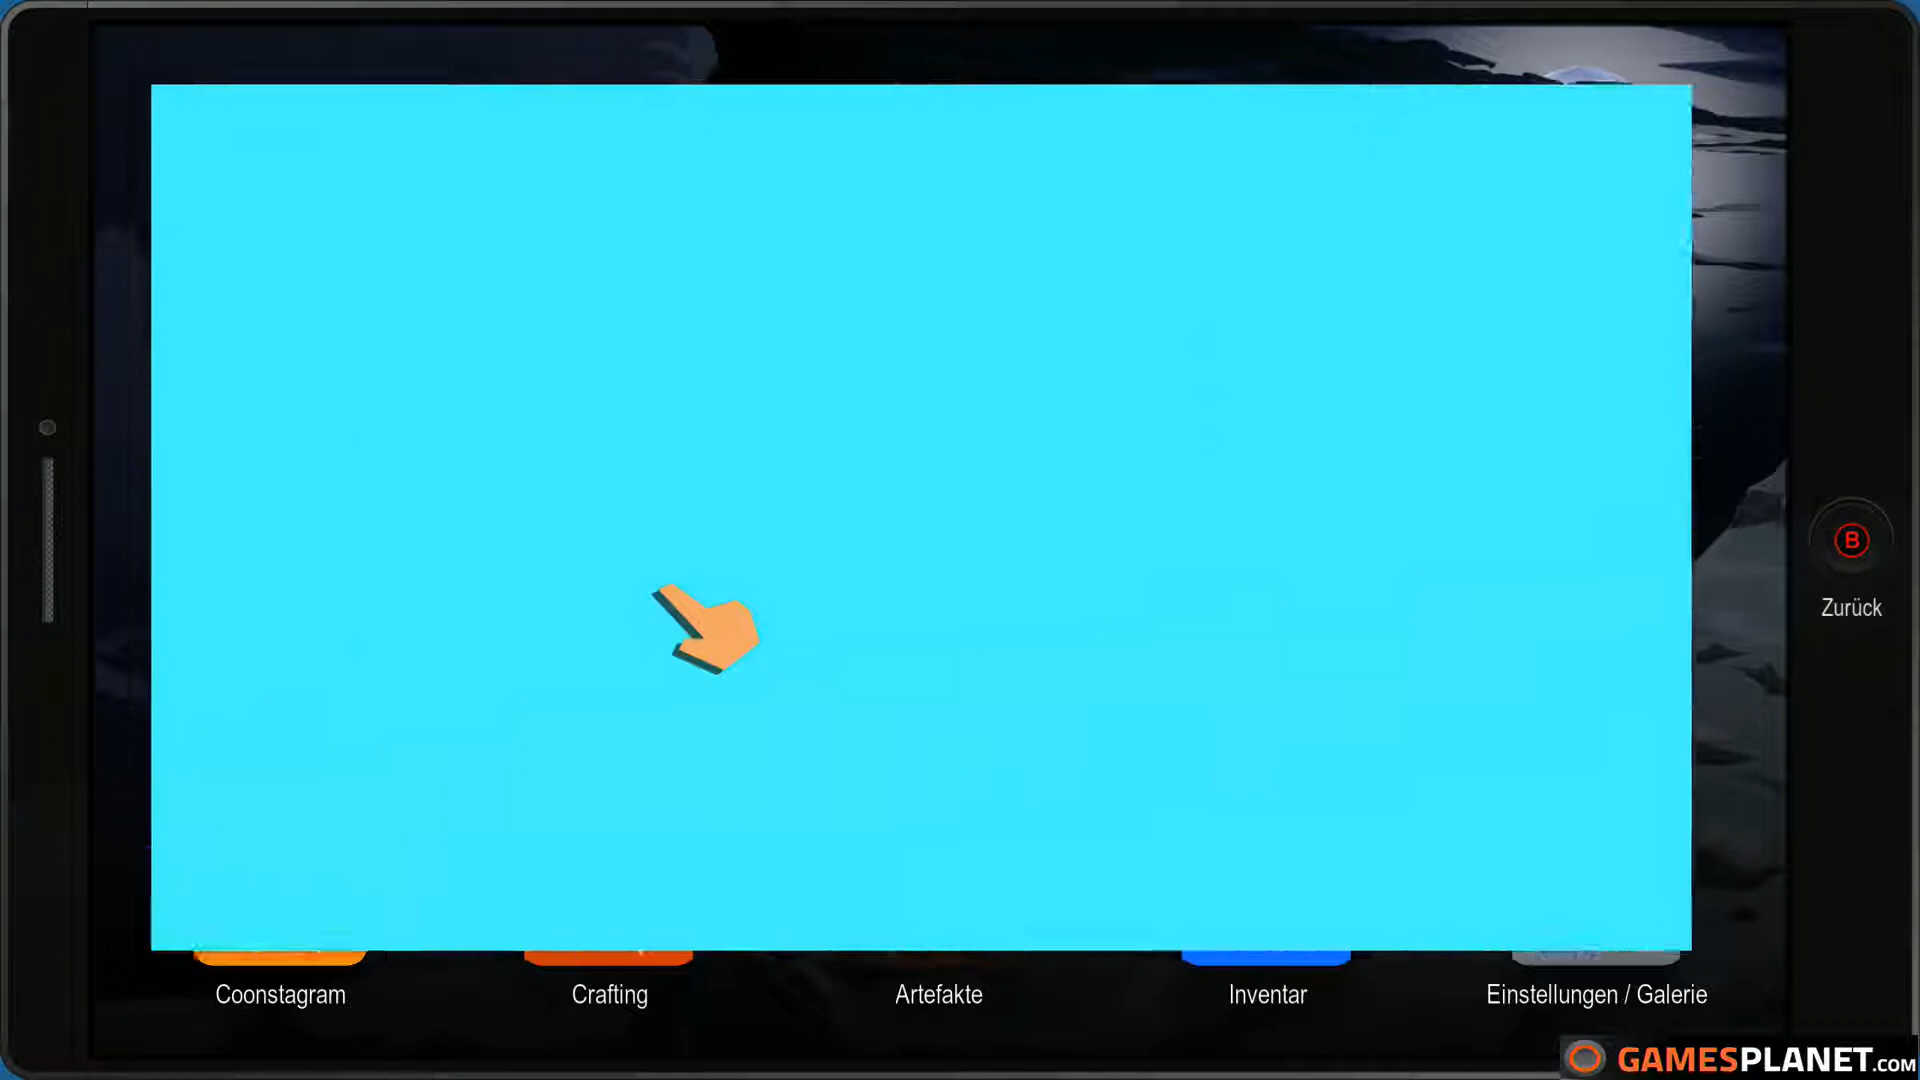 B
Zurück
Coonstagram
Crafting
Artefakte
Inventar
Einstellungen / Galerie
GAMESPLANET.COM